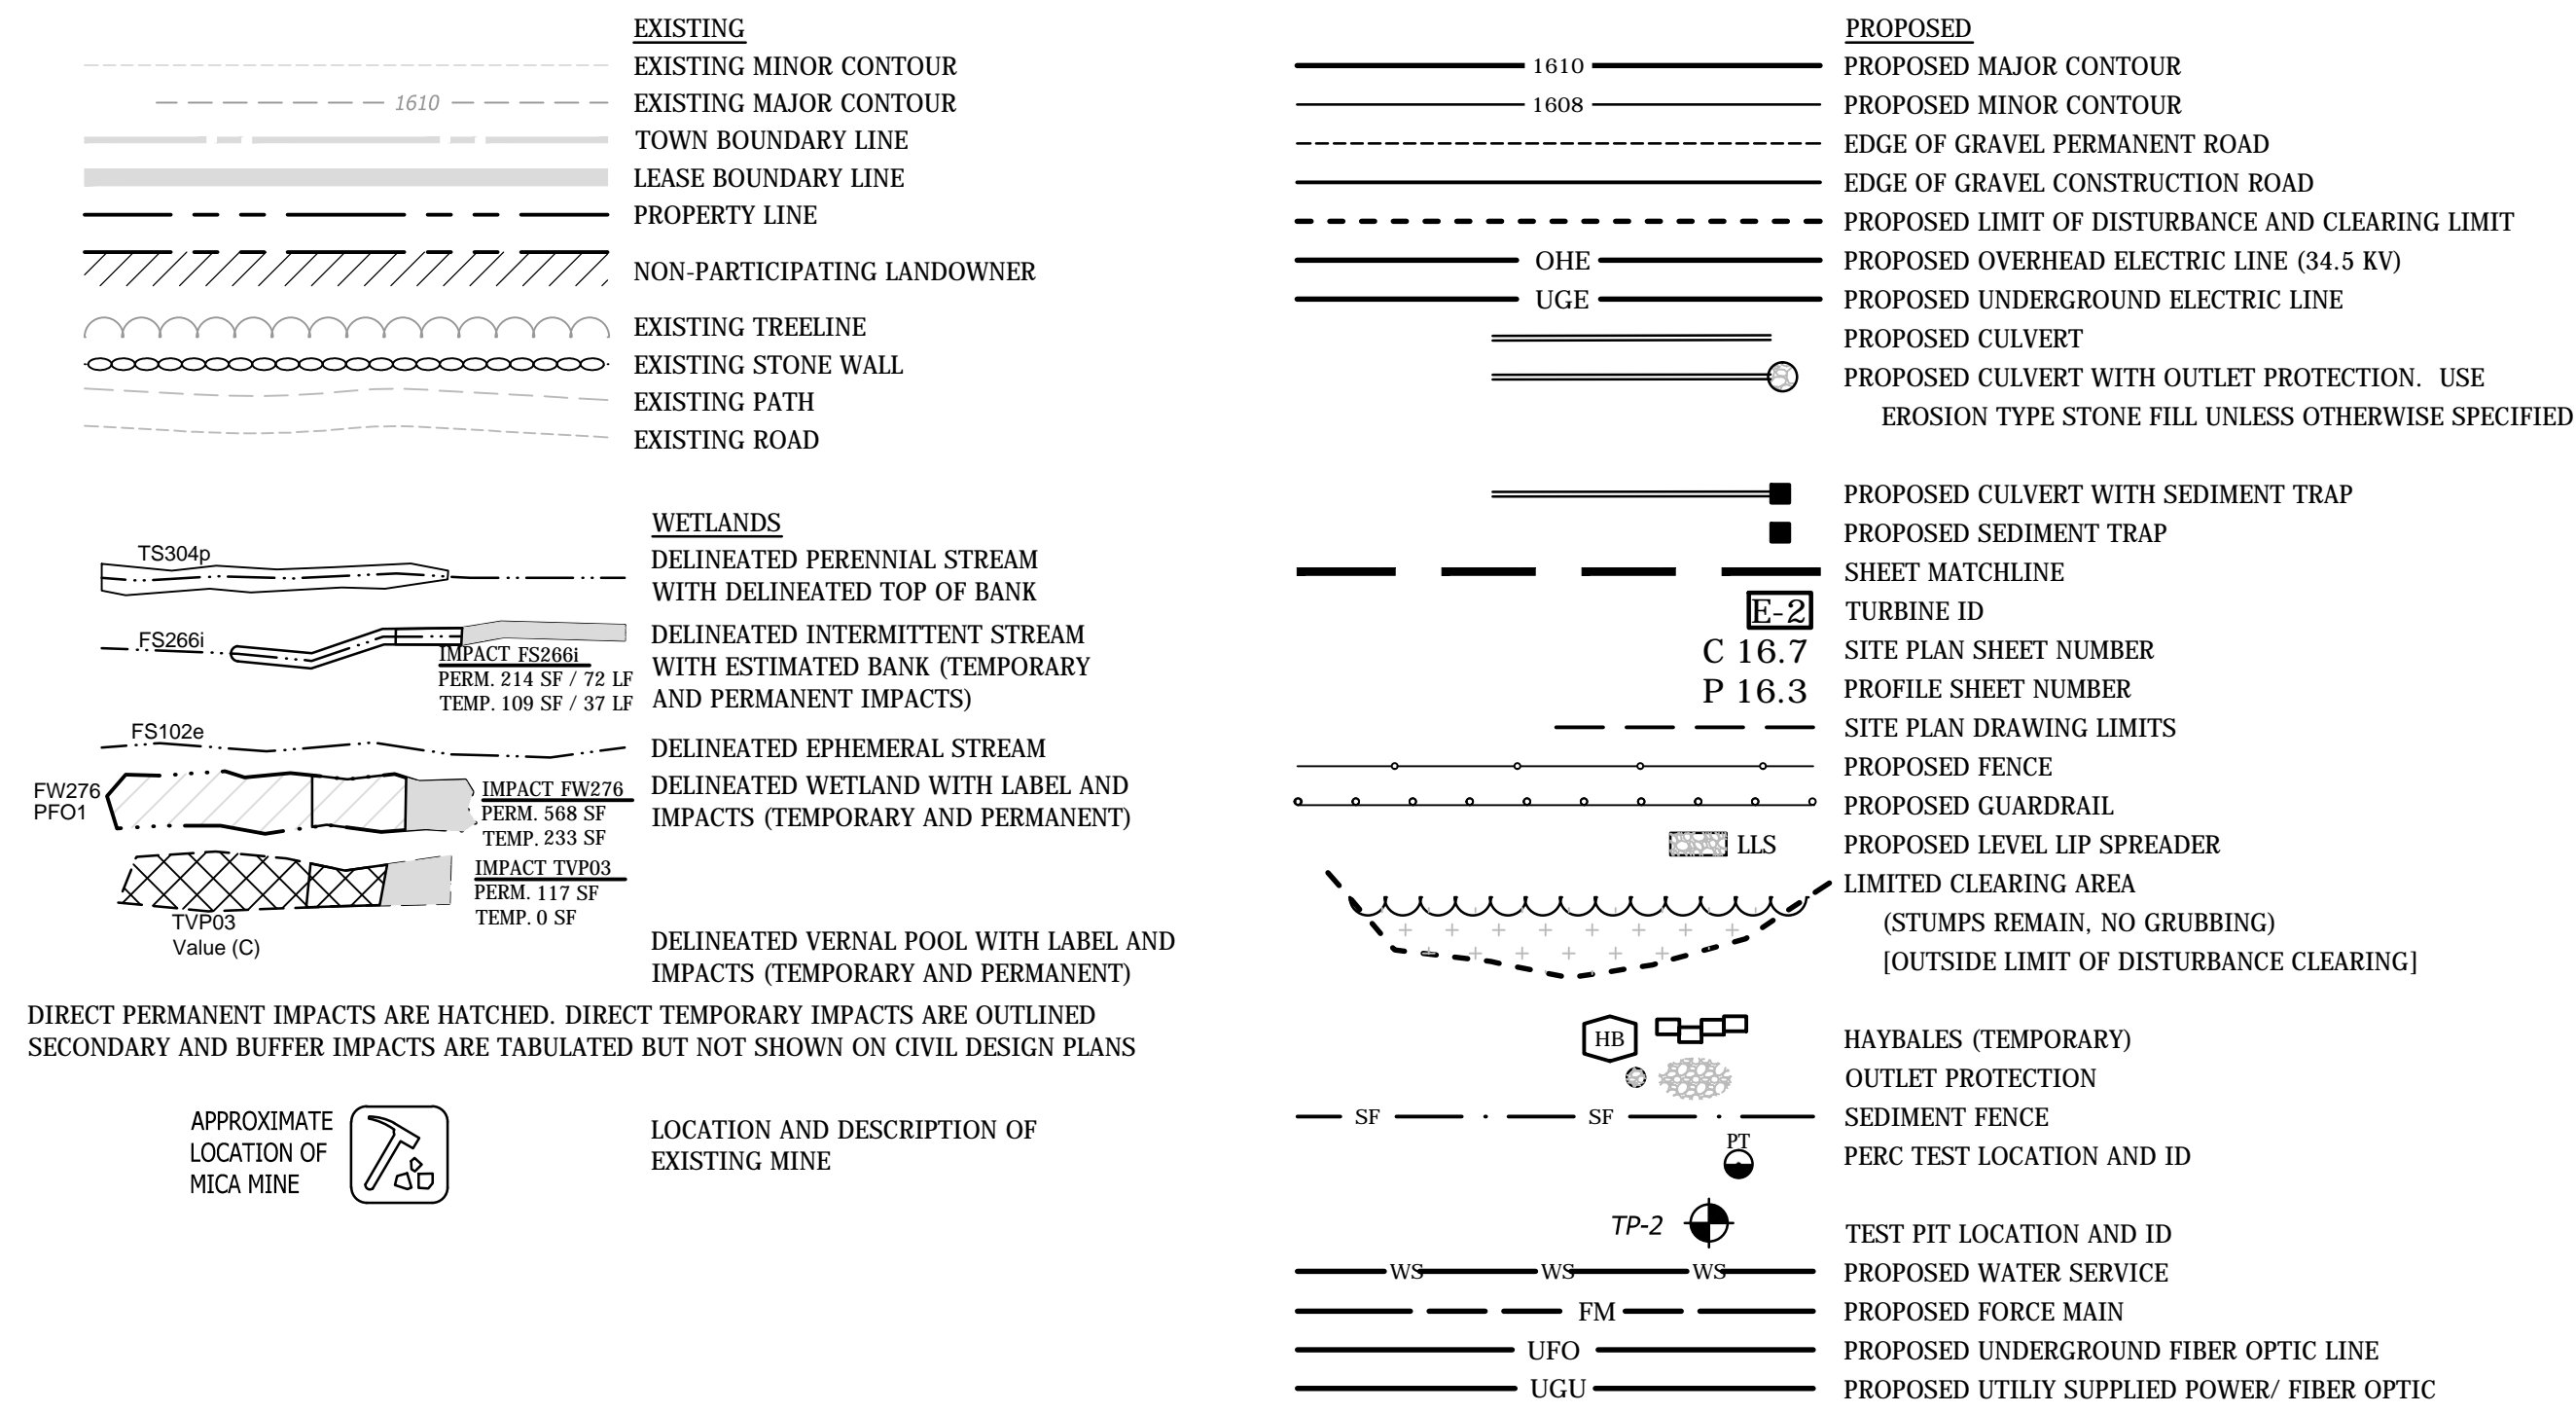 EXISTING
EXISTING MINOR CONTOUR
1610 EXISTING MAJOR CONTOUR
TOWN BOUNDARY LINE
LEASE BOUNDARY LINE
PROPERTY LINE
NON-PARTICIPATING LANDOWNER
EXISTING TREELINE
EXISTING STONE WALL
EXISTING PATH
EXISTING ROAD
WETLANDS
TS304p
DELINEATED PERENNIAL STREAM
WITH DELINEATED TOP OF BANK
FS266i
IMPACT FS266i
PERM. 214 SF / 72 LF
TEMP. 109 SF / 37 LF
DELINEATED INTERMITTENT STREAM
WITH ESTIMATED BANK (TEMPORARY
AND PERMANENT IMPACTS)
FS102e
DELINEATED EPHEMERAL STREAM
FW276
PFO1
IMPACT FW276
PERM. 568 SF
TEMP. 233 SF
DELINEATED WETLAND WITH LABEL AND
IMPACTS (TEMPORARY AND PERMANENT)
IMPACT TVP03
PERM. 117 SF
TEMP. 0 SF
TVP03
Value (C)
DELINEATED VERNAL POOL WITH LABEL AND
IMPACTS (TEMPORARY AND PERMANENT)
DIRECT PERMANENT IMPACTS ARE HATCHED. DIRECT TEMPORARY IMPACTS ARE OUTLINED
SECONDARY AND BUFFER IMPACTS ARE TABULATED BUT NOT SHOWN ON CIVIL DESIGN PLANS
APPROXIMATE
LOCATION OF
MICA MINE
LOCATION AND DESCRIPTION OF
EXISTING MINE
PROPOSED
1610 PROPOSED MAJOR CONTOUR
1608 PROPOSED MINOR CONTOUR
EDGE OF GRAVEL PERMANENT ROAD
EDGE OF GRAVEL CONSTRUCTION ROAD
PROPOSED LIMIT OF DISTURBANCE AND CLEARING LIMIT
OHE PROPOSED OVERHEAD ELECTRIC LINE (34.5 KV)
UGE PROPOSED UNDERGROUND ELECTRIC LINE
PROPOSED CULVERT
PROPOSED CULVERT WITH OUTLET PROTECTION. USE
EROSION TYPE STONE FILL UNLESS OTHERWISE SPECIFIED
PROPOSED CULVERT WITH SEDIMENT TRAP
PROPOSED SEDIMENT TRAP
SHEET MATCHLINE
E-2 TURBINE ID
C 16.7 SITE PLAN SHEET NUMBER
P 16.3 PROFILE SHEET NUMBER
SITE PLAN DRAWING LIMITS
PROPOSED FENCE
PROPOSED GUARDRAIL
LLS PROPOSED LEVEL LIP SPREADER
LIMITED CLEARING AREA
(STUMPS REMAIN, NO GRUBBING)
[OUTSIDE LIMIT OF DISTURBANCE CLEARING]
HB HAYBALES (TEMPORARY)
OUTLET PROTECTION
SF SF SEDIMENT FENCE
PT
PERC TEST LOCATION AND ID
TP-2 TEST PIT LOCATION AND ID
WS WS WS PROPOSED WATER SERVICE
FM PROPOSED FORCE MAIN
UFO PROPOSED UNDERGROUND FIBER OPTIC LINE
UGU PROPOSED UTILIY SUPPLIED POWER/ FIBER OPTIC